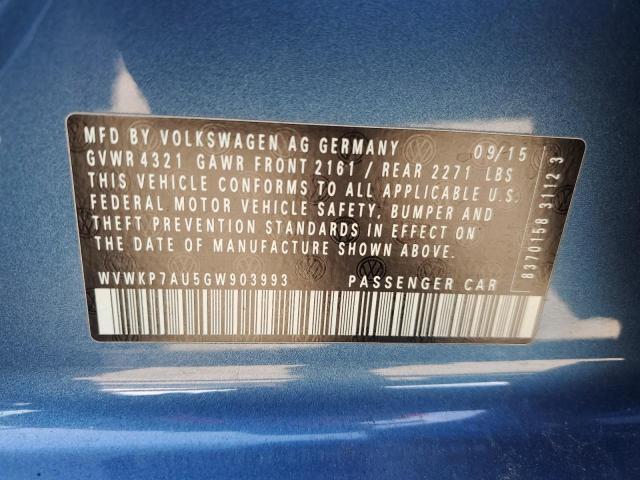 MFD BY VOLKSWAGEN AG GERMANY 09/15
GVWR 4321 GAWR FRONT 2161 / REAR 2271 LBS
THIS VEHICLE CONFORMS TO ALL APPLICABLE U.S.
FEDERAL MOTOR VEHICLE SAFETY, BUMPER AND
THEFT PREVENTION STANDARDS IN EFFECT ON
THE DATE OF MANUFACTURE SHOWN ABOVE.
WVWKP7AU5GW903993 PASSENGER CAR
8370158 31123